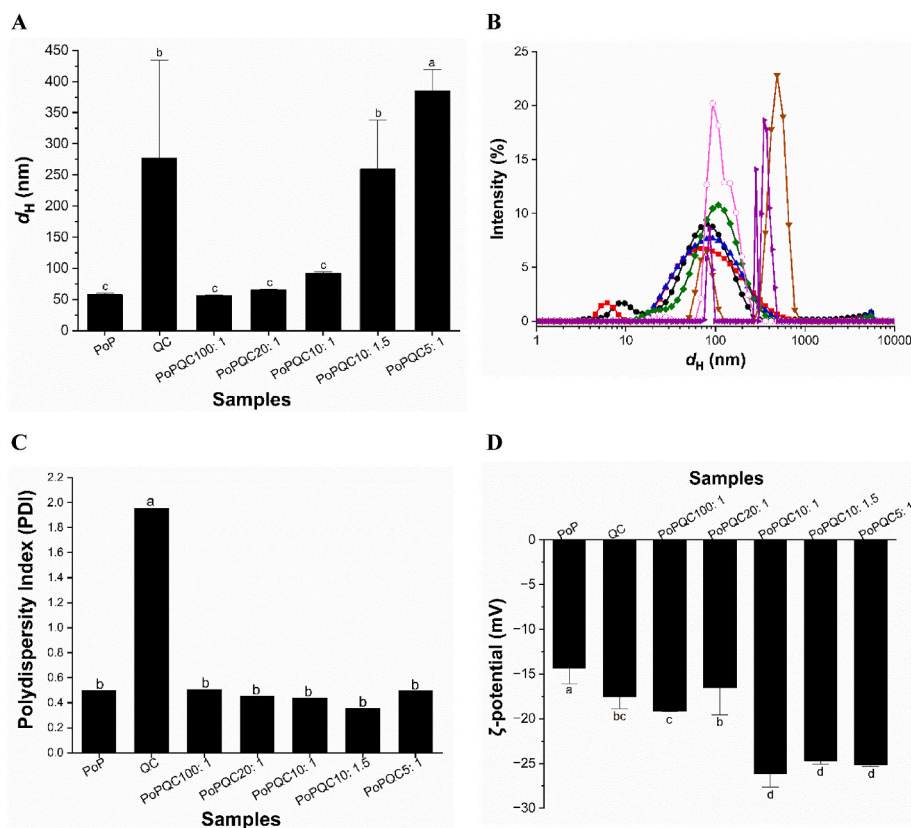 A
450
400
350
300
250
200
150
100
50
0
d_H (nm)
c
b
c
c
c
b
a
PoP
QC
PoPQC100: 1
PoPQC20: 1
PoPQC10: 1
PoPQC10: 1.5
PoPQC5: 1
Samples
B
25
20
15
10
5
0
Intensity (%)
1
10
100
1000
10000
d_H (nm)
C
2.2
2.0
1.8
1.6
1.4
1.2
1.0
0.8
0.6
0.4
0.2
0.0
Polydispersity Index (PDI)
b
a
b
b
b
b
b
PoP
QC
PoPQC100: 1
PoPQC20: 1
PoPQC10: 1
PoPQC10: 1.5
PoPQC5: 1
Samples
D
Samples
PoP
QC
PoPQC100: 1
PoPQC20: 1
PoPQC10: 1
PoPQC10: 1.5
PoPQC5: 1
0
−5
−10
−15
−20
−25
−30
ζ-potential (mV)
a
bc
c
b
d
d
d